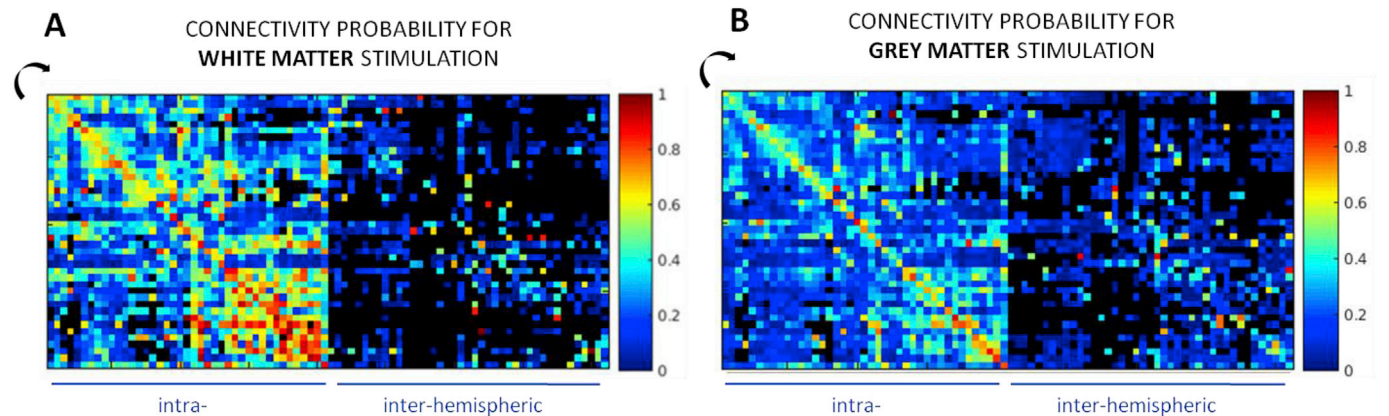 A
CONNECTIVITY PROBABILITY FOR
WHITE MATTER STIMULATION
1
0.8
0.6
0.4
0.2
0
intra-
inter-hemispheric
B
CONNECTIVITY PROBABILITY FOR
GREY MATTER STIMULATION
1
0.8
0.6
0.4
0.2
0
intra-
inter-hemispheric